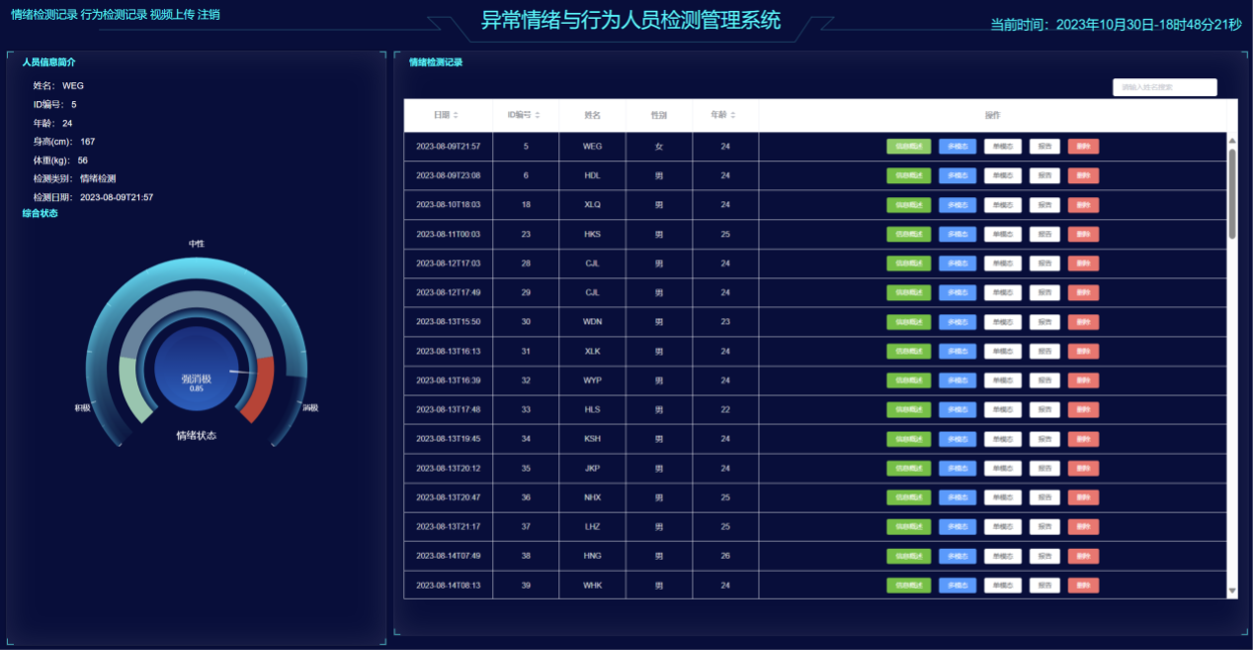 情绪检测记录 行为检测记录 视频上传 注销
异常情绪与行为人员检测管理系统
当前时间：2023年10月30日-18时48分21秒
人员信息简介
姓名： WEG
ID编号： 5
年龄： 24
身高(cm)： 167
体重(kg)： 56
检测类别： 情绪检测
检测日期： 2023-08-09T21:57
综合状态
中性
强消极
0.85
积极
消极
情绪状态
情绪检测记录
请输入姓名搜索
日期 ID编号 姓名 性别 年龄 操作
2023-08-09T21:57 5 WEG 女 24 信息概述 多模态 单模态 报告 删除
2023-08-09T23:08 6 HDL 男 24 信息概述 多模态 单模态 报告 删除
2023-08-10T18:03 18 XLQ 男 24 信息概述 多模态 单模态 报告 删除
2023-08-11T00:03 23 HKS 男 25 信息概述 多模态 单模态 报告 删除
2023-08-12T17:03 28 CJL 男 24 信息概述 多模态 单模态 报告 删除
2023-08-12T17:49 29 CJL 男 24 信息概述 多模态 单模态 报告 删除
2023-08-13T15:50 30 WDN 男 23 信息概述 多模态 单模态 报告 删除
2023-08-13T16:13 31 XLK 男 24 信息概述 多模态 单模态 报告 删除
2023-08-13T16:39 32 WYP 男 24 信息概述 多模态 单模态 报告 删除
2023-08-13T17:48 33 HLS 男 22 信息概述 多模态 单模态 报告 删除
2023-08-13T19:45 34 KSH 男 24 信息概述 多模态 单模态 报告 删除
2023-08-13T20:12 35 JKP 男 24 信息概述 多模态 单模态 报告 删除
2023-08-13T20:47 36 NHX 男 25 信息概述 多模态 单模态 报告 删除
2023-08-13T21:17 37 LHZ 男 25 信息概述 多模态 单模态 报告 删除
2023-08-14T07:49 38 HNG 男 26 信息概述 多模态 单模态 报告 删除
2023-08-14T08:13 39 WHK 男 24 信息概述 多模态 单模态 报告 删除